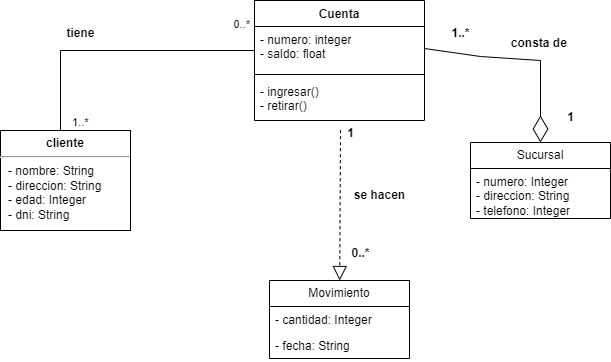 Cuenta
- numero: integer
- saldo: float
- ingresar()
- retirar()
tiene
0..*
1..*
cliente
- nombre: String
- direccion: String
- edad: Integer
- dni: String
1..*
consta de
1
Sucursal
- numero: Integer
- direccion: String
- telefono: Integer
1
se hacen
0..*
Movimiento
- cantidad: Integer
- fecha: String